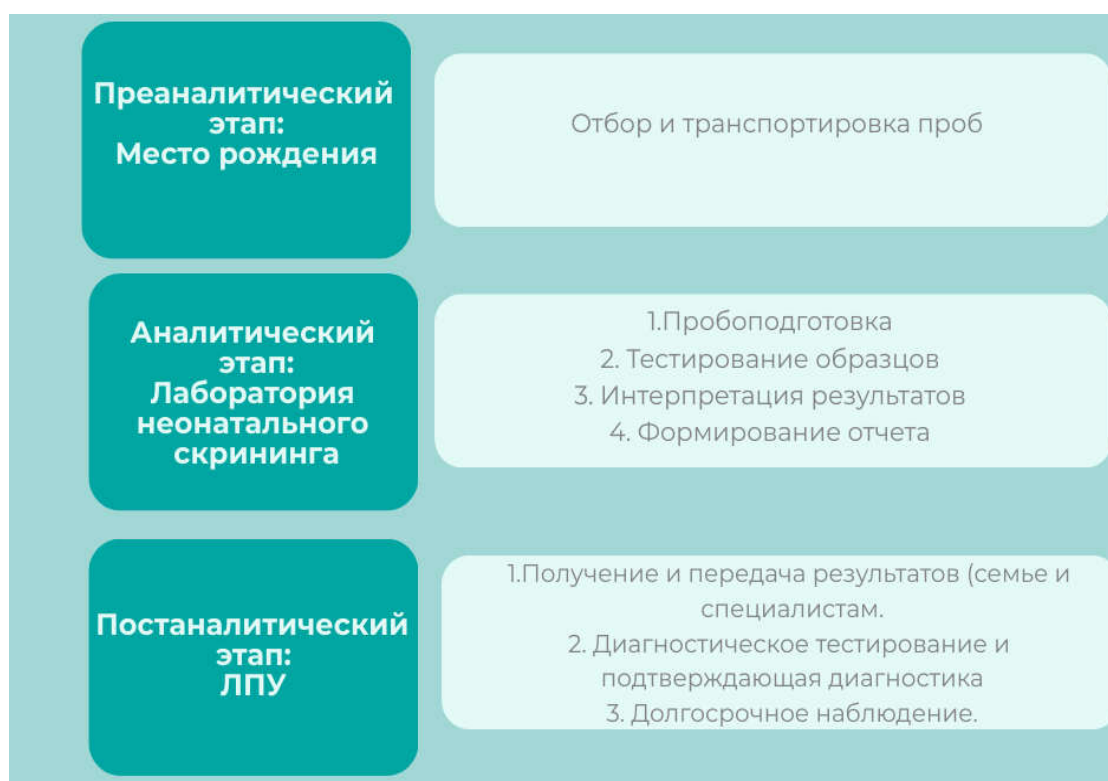 Преаналитический
этап:
Место рождения
Отбор и транспортировка проб
Аналитический
этап:
Лаборатория
неонатального
скрининга
1.Пробоподготовка
2. Тестирование образцов
3. Интерпретация результатов
4. Формирование отчета
Постаналитический
этап:
ЛПУ
1.Получение и передача результатов (семье и
специалистам.
2. Диагностическое тестирование и
подтверждающая диагностика
3. Долгосрочное наблюдение.